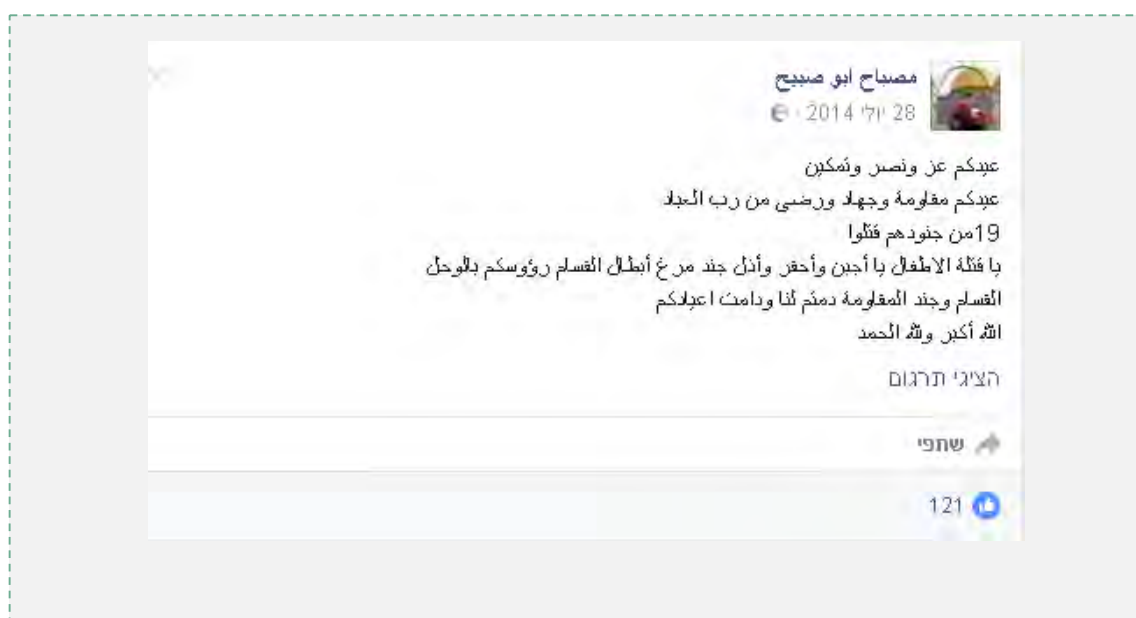 مصباح ابو صبيح
28 יולי 2014
عيدكم عز ونصر وتمكين
عيدكم مقاومة وجهاد ورضى من رب العباد
19من جنودهم قتلوا
يا قتلة الاطفال يا أجبن وأحقر وأذل جند مرغ أبطال القسام رؤوسكم بالوحل
القسام وجند المقاومة دمتم لنا ودامت اعيادكم
الله أكبر ولله الحمد
הציגי תרגום
שתפי
121